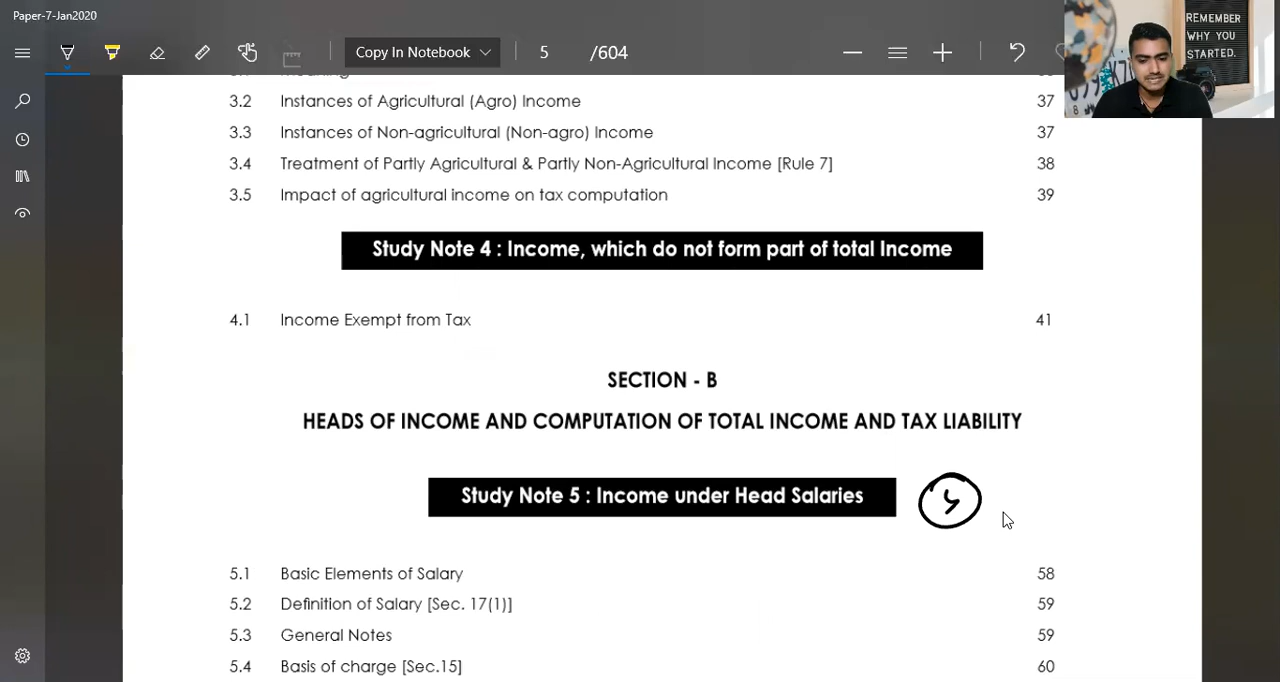 Paper-7-Jan2020
Copy In Notebook
5 /604
REMEMBER
WHY YOU
STARTED.
3.2 Instances of Agricultural (Agro) Income 37
3.3 Instances of Non-agricultural (Non-agro) Income 37
3.4 Treatment of Partly Agricultural & Partly Non-Agricultural Income [Rule 7] 38
3.5 Impact of agricultural income on tax computation 39
Study Note 4 : Income, which do not form part of total Income
4.1 Income Exempt from Tax 41
SECTION - B
HEADS OF INCOME AND COMPUTATION OF TOTAL INCOME AND TAX LIABILITY
Study Note 5 : Income under Head Salaries
5.1 Basic Elements of Salary 58
5.2 Definition of Salary [Sec. 17(1)] 59
5.3 General Notes 59
5.4 Basis of charge [Sec.15] 60